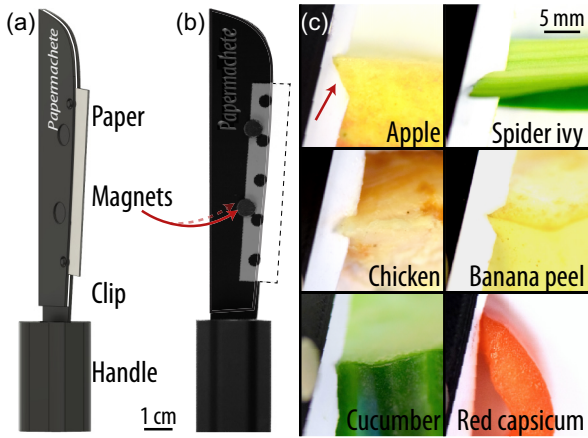 (a)
Papermachete
Paper
Magnets
Clip
Handle
1 cm
(b)
Papermachete
(c)
5 mm
Apple
Spider ivy
Chicken
Banana peel
Cucumber
Red capsicum